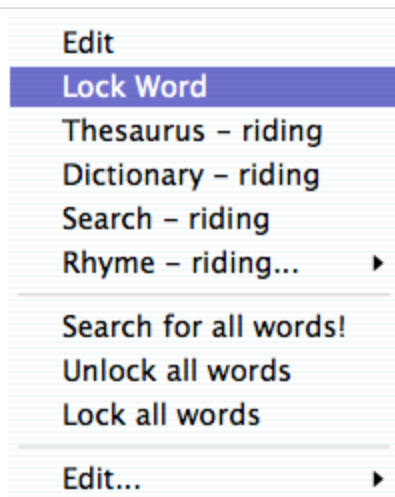 Edit
Lock Word
Thesaurus – riding
Dictionary – riding
Search – riding
Rhyme – riding...
Search for all words!
Unlock all words
Lock all words
Edit...